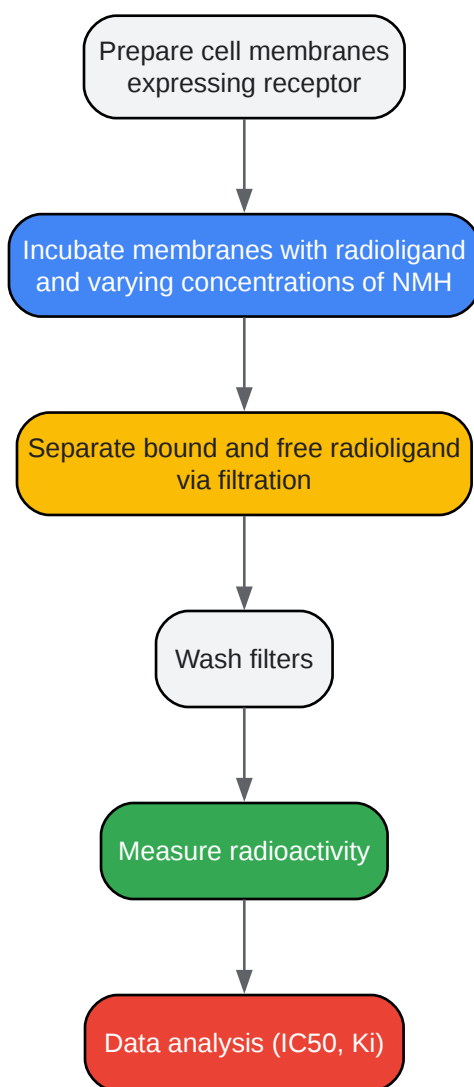 Prepare cell membranes
expressing receptor
Incubate membranes with radioligand
and varying concentrations of NMH
Separate bound and free radioligand
via filtration
Wash filters
Measure radioactivity
Data analysis (IC50, Ki)